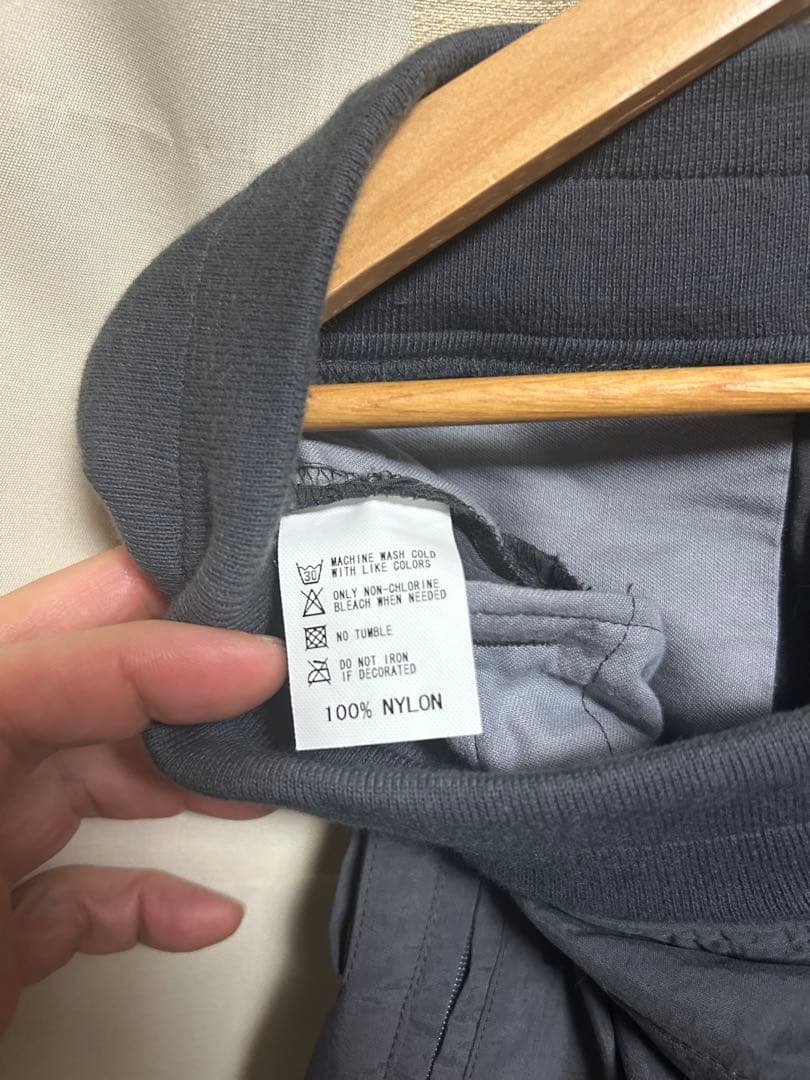 30
MACHINE WASH COLD
WITH LIKE COLORS
ONLY NON-CHLORINE
BLEACH WHEN NEEDED
NO TUMBLE
DO NOT IRON
IF DECORATED
100% NYLON